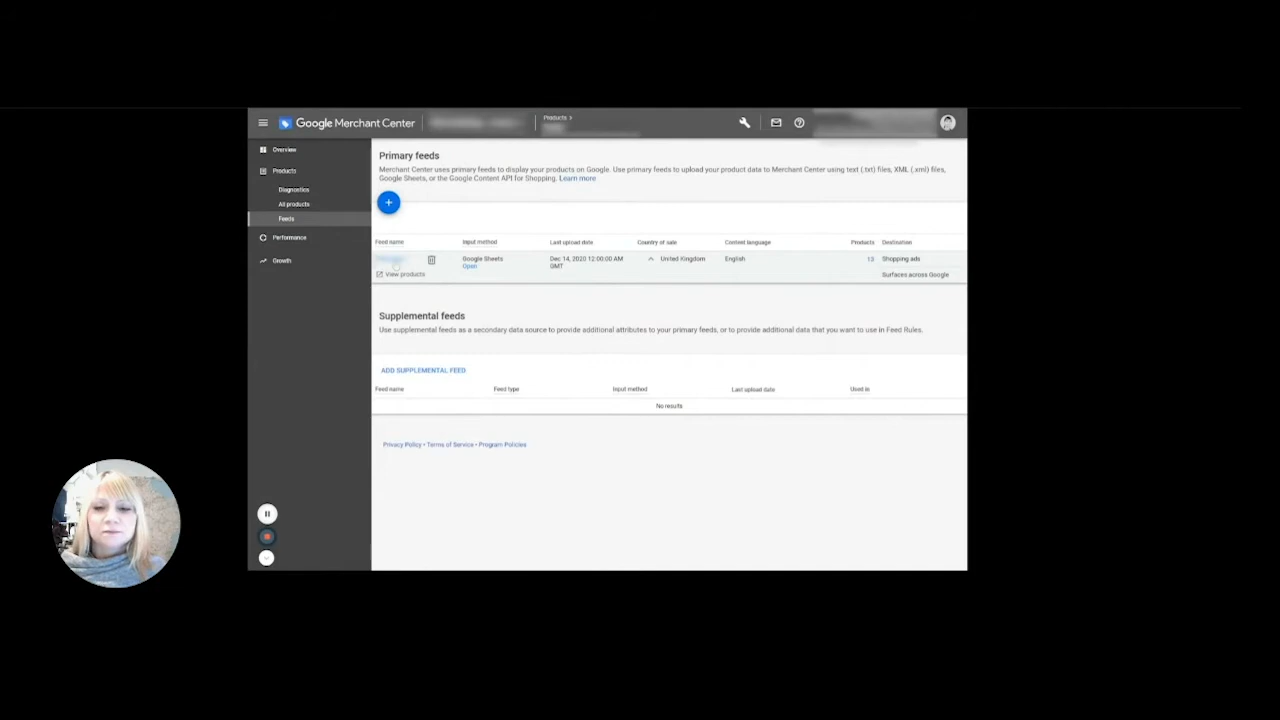 Google Merchant Center
Products >
Overview
Products
Diagnostics
All products
Feeds
Performance
Growth
Primary feeds
Merchant Center uses primary feeds to display your products on Google. Use primary feeds to upload your product data to Merchant Center using text (.txt) files, XML (.xml) files,
Google Sheets, or the Google Content API for Shopping. Learn more
+
Feed name Input method Last upload date Country of sale Content language Products Destination
Google Sheets Dec 14, 2020 12:00:00 AM United Kingdom English 12 Shopping ads
Open GMT
View products Surfaces across Google
Supplemental feeds
Use supplemental feeds as a secondary data source to provide additional attributes to your primary feeds, or to provide additional data that you want to use in Feed Rules.
ADD SUPPLEMENTAL FEED
Feed name Feed type Input method Last upload date Used in
No results
Privacy Policy • Terms of Service • Program Policies